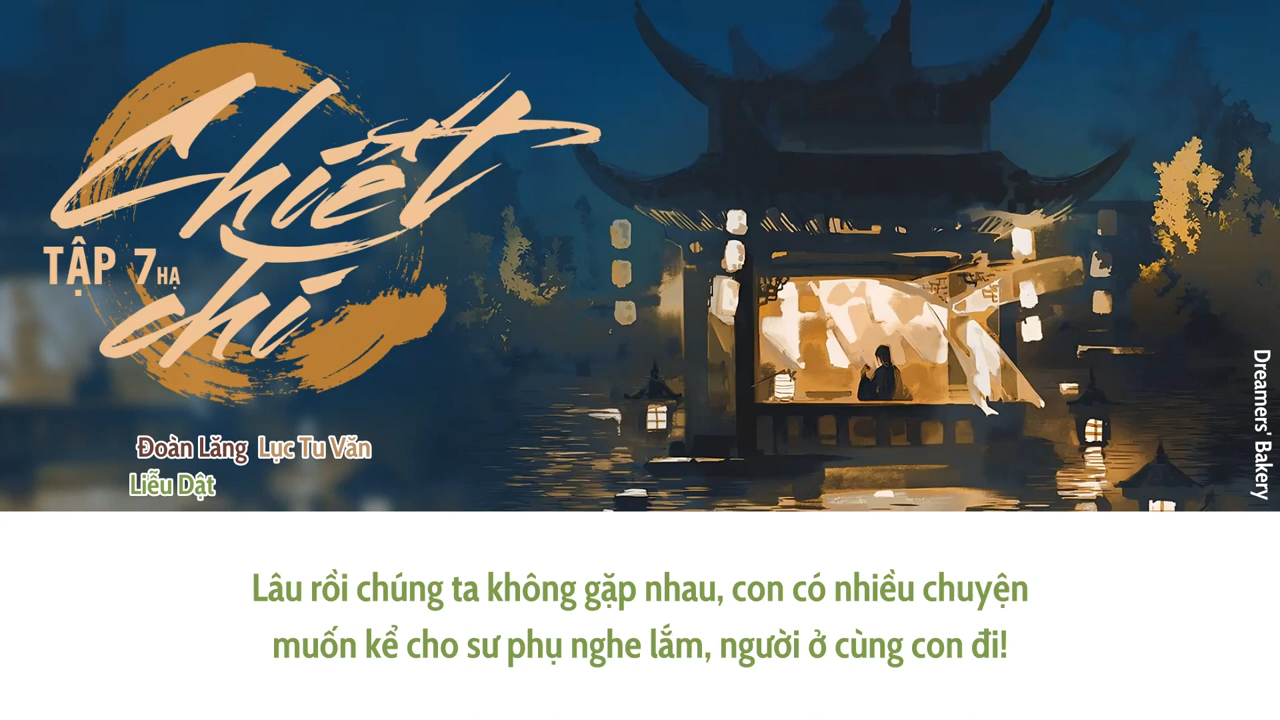 Chiết
chi
TẬP 7 HẠ
Đoàn Lăng Lục Tu Văn
Liễu Dật
Dreamers' Bakery
Lâu rồi chúng ta không gặp nhau, con có nhiều chuyện
muốn kể cho sư phụ nghe lắm, người ở cùng con đi!